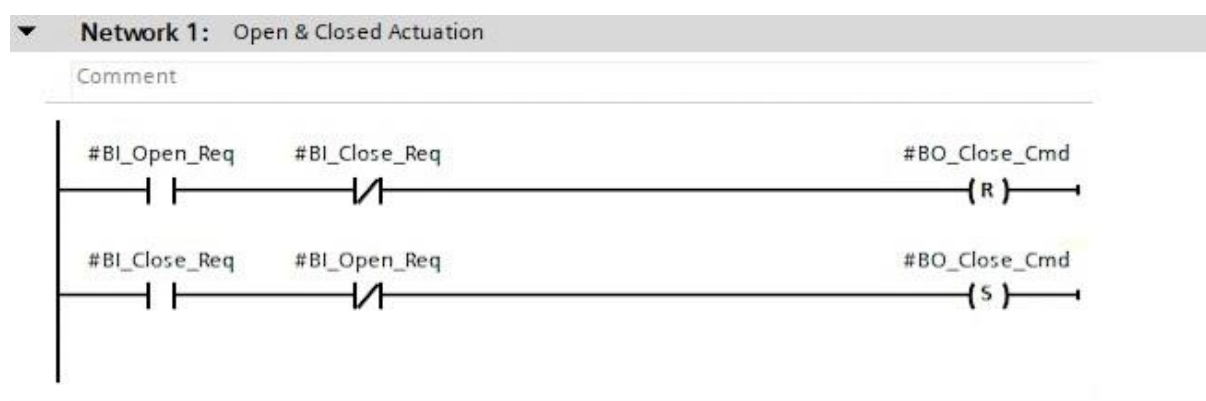 Network 1: Open & Closed Actuation
Comment
#BI_Open_Req #BI_Close_Req #BO_Close_Cmd
R
#BI_Close_Req #BI_Open_Req #BO_Close_Cmd
S